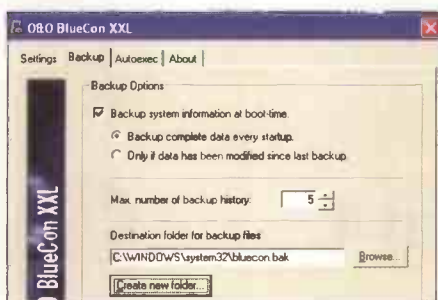 O&O BlueCon XXL
Settings Backup Autoexec About
Backup Options
Backup system information at boot-time.
Backup complete data every startup.
Only if data has been modified since last backup
Max. number of backup history: 5
Destination folder for backup files
C:\WINDOWS\system32\bluecon.bak Browse...
Create new folder...
O BlueCon XXL